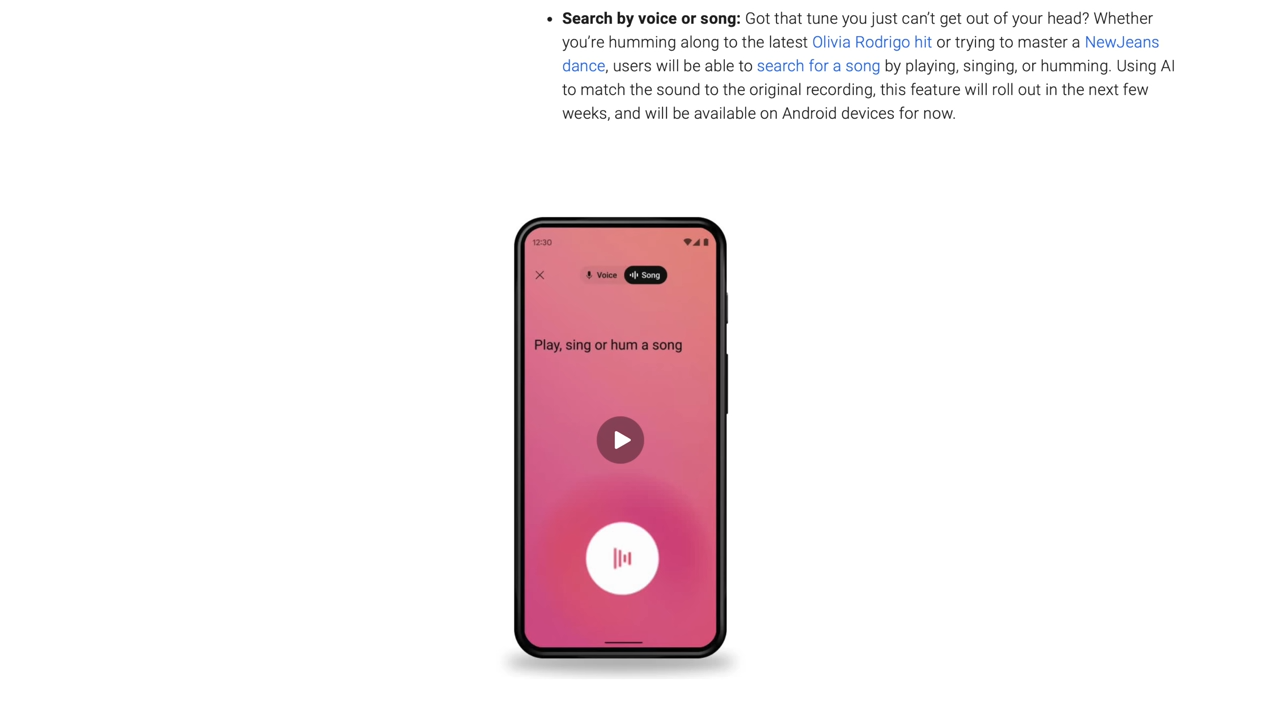 • Search by voice or song: Got that tune you just can’t get out of your head? Whether
you’re humming along to the latest Olivia Rodrigo hit or trying to master a NewJeans
dance, users will be able to search for a song by playing, singing, or humming. Using AI
to match the sound to the original recording, this feature will roll out in the next few
weeks, and will be available on Android devices for now.
12:30
Voice Song
Play, sing or hum a song